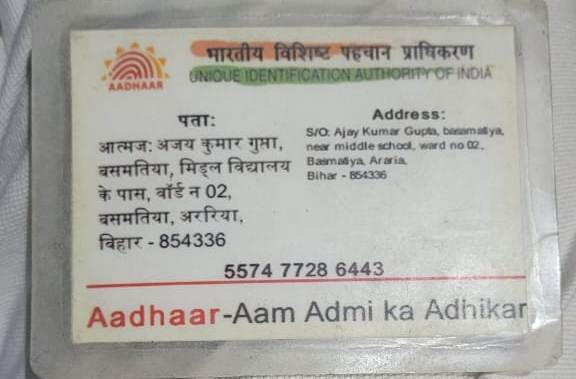 भारतीय विशिष्ट पहचान प्राधिकरण
UNIQUE IDENTIFICATION AUTHORITY OF INDIA
AADHAAR
पता:
आत्मज: अजय कुमार गुप्ता,
बसमतिया, मिड्ल विद्यालय
के पास, वॉर्ड न 02,
बसमतिया, अररिया,
बिहार - 854336
Address:
S/O: Ajay Kumar Gupta, basamatiya,
near middle school, ward no 02,
Basmatiya, Araria,
Bihar - 854336
5574 7728 6443
Aadhaar-Aam Admi ka Adhikar